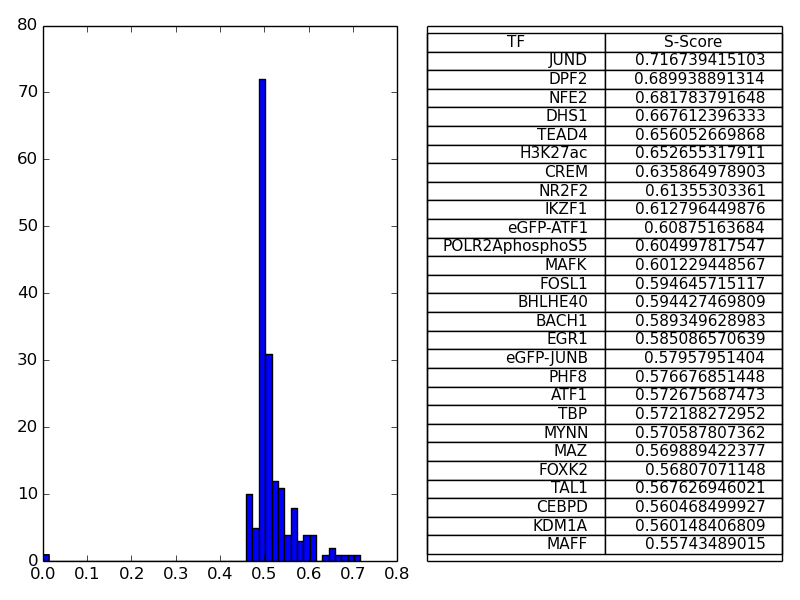 80
70
60
50
40
30
20
10
0
0.0 0.1 0.2 0.3 0.4 0.5 0.6 0.7 0.8
TF S-Score
JUND 0.716739415103
DPF2 0.689938891314
NFE2 0.681783791648
DHS1 0.667612396333
TEAD4 0.656052669868
H3K27ac 0.652655317911
CREM 0.635864978903
NR2F2 0.61355303361
IKZF1 0.612796449876
eGFP-ATF1 0.60875163684
POLR2AphosphoS5 0.604997817547
MAFK 0.601229448567
FOSL1 0.594645715117
BHLHE40 0.594427469809
BACH1 0.589349628983
EGR1 0.585086570639
eGFP-JUNB 0.57957951404
PHF8 0.576676851448
ATF1 0.572675687473
TBP 0.572188272952
MYNN 0.570587807362
MAZ 0.569889422377
FOXK2 0.56807071148
TAL1 0.567626946021
CEBPD 0.560468499927
KDM1A 0.560148406809
MAFF 0.55743489015